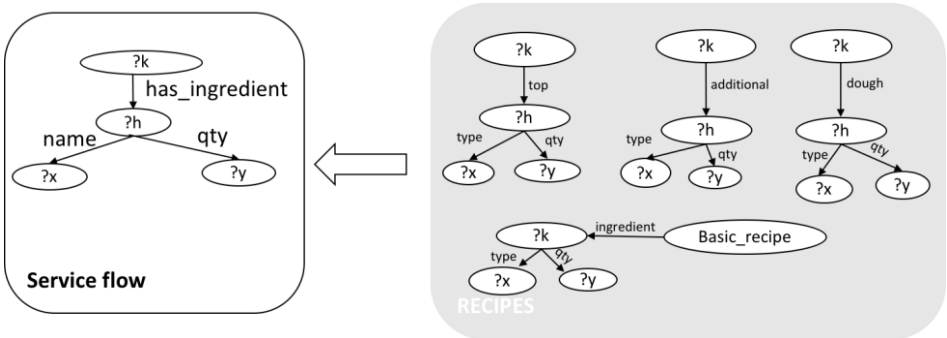 ?k
has_ingredient
?h
name
qty
?x
?y
Service flow
?k
top
?h
type
qty
?x
?y
?k
additional
?h
type
qty
?x
?y
?k
dough
?h
type
qty
?x
?y
?k
ingredient
Basic_recipe
type
qty
?x
?y
RECIPES